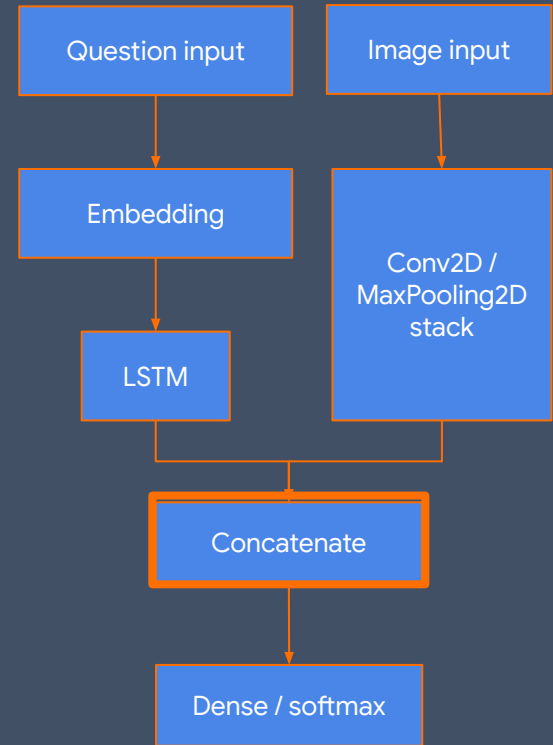 Question input
Image input
Embedding
Conv2D /
MaxPooling2D
stack
LSTM
Concatenate
Dense / softmax